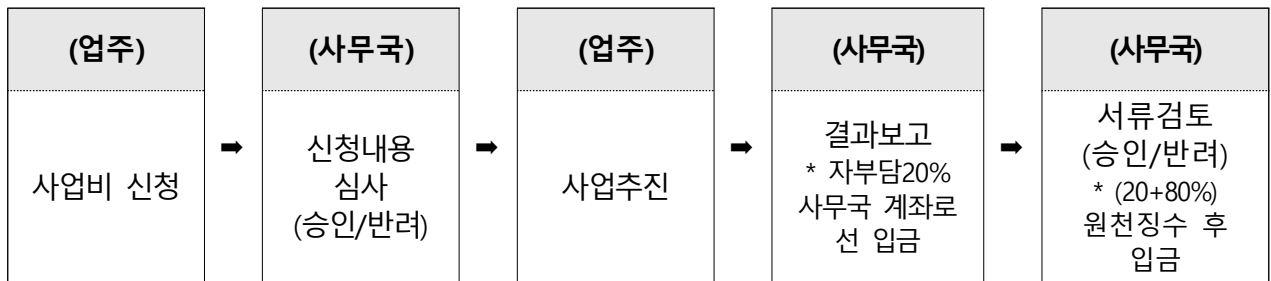 (업주)
사업비 신청
➡
(사무국)
신청내용
심사
(승인/반려)
➡
(업주)
사업추진
➡
(사무국)
결과보고
* 자부담20%
사무국 계좌로
선 입금
➡
(사무국)
서류검토
(승인/반려)
* (20+80%)
원천징수 후
입금